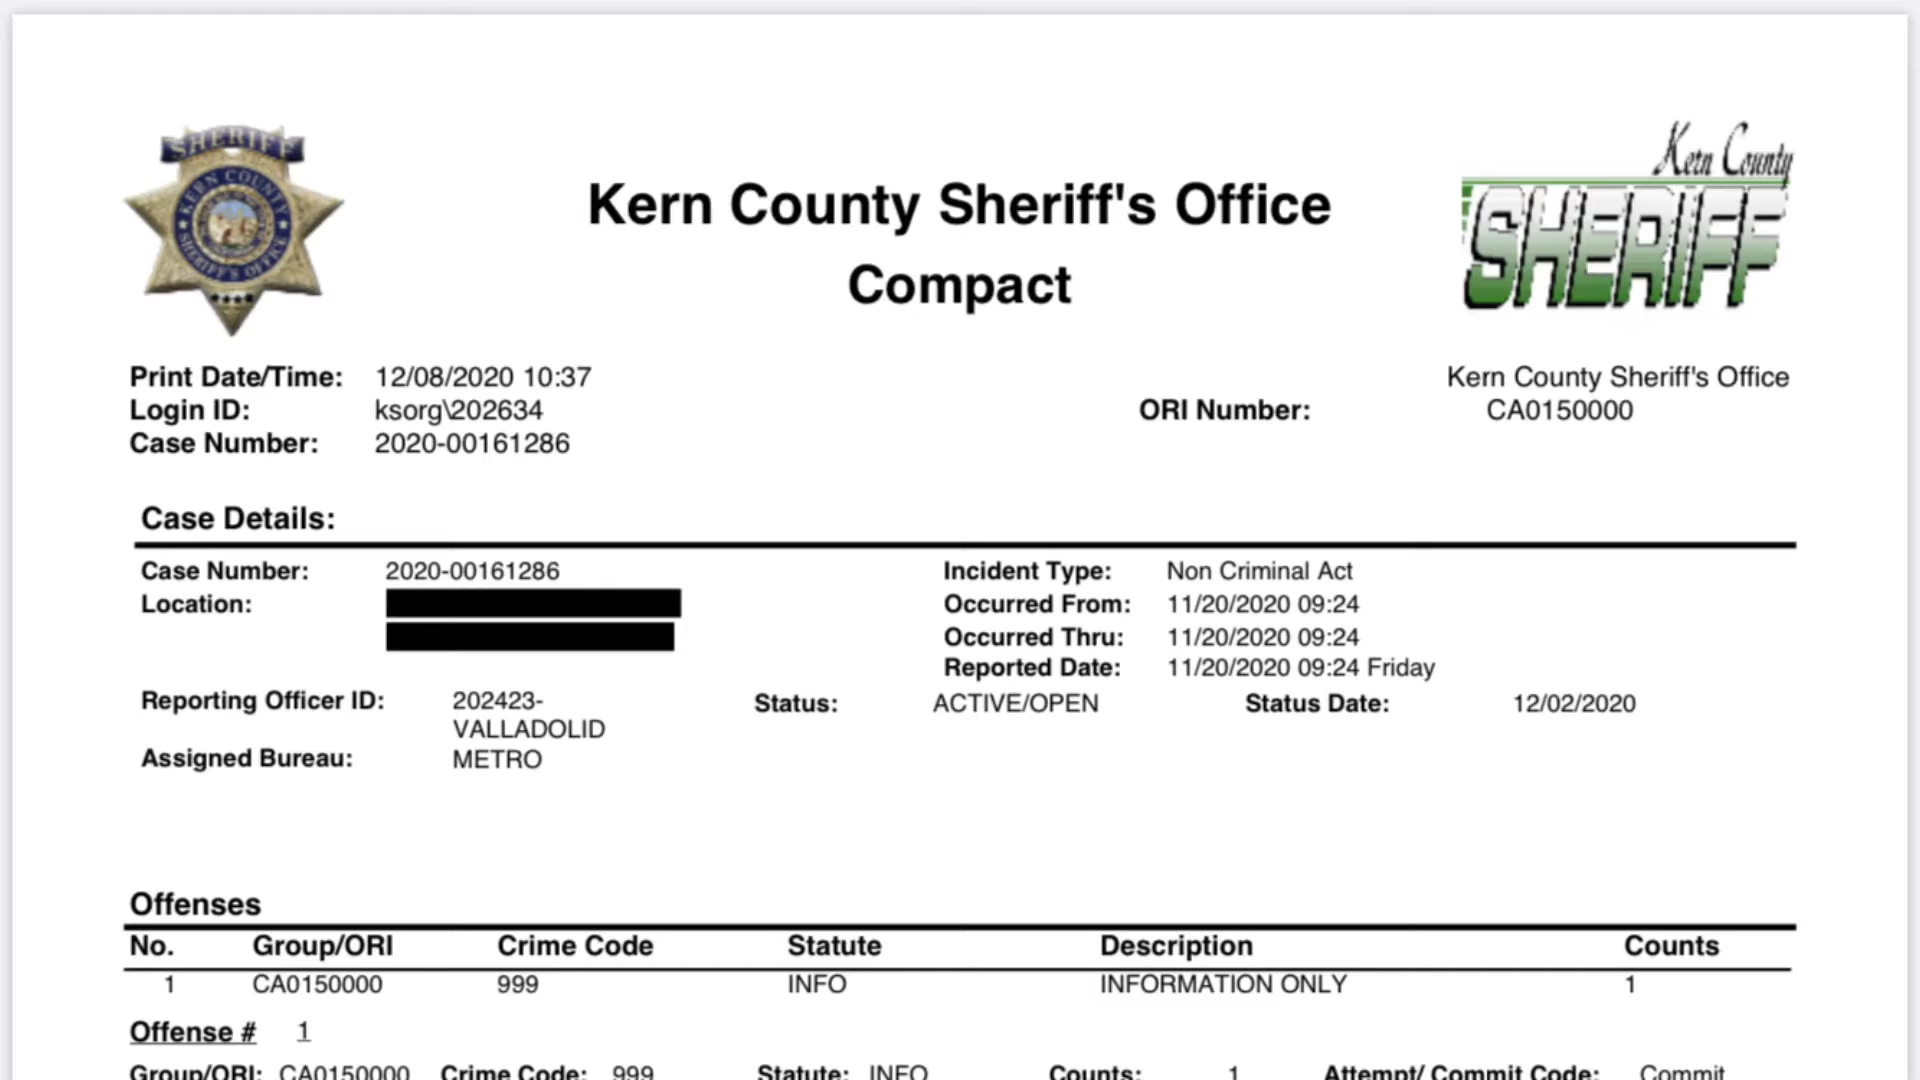 SHERIFF
KERN COUNTY
SHERIFF'S OFFICE
Kern County
SHERIFF
Kern County Sheriff's Office
Compact
Print Date/Time: 12/08/2020 10:37
Kern County Sheriff's Office
Login ID: ksorg\202634
ORI Number: CA0150000
Case Number: 2020-00161286
Case Details:
Case Number: 2020-00161286 Incident Type: Non Criminal Act
Location: Occurred From: 11/20/2020 09:24
Occurred Thru: 11/20/2020 09:24
Reported Date: 11/20/2020 09:24 Friday
Reporting Officer ID: 202423-
VALLADOLID
Status: ACTIVE/OPEN Status Date: 12/02/2020
Assigned Bureau: METRO
Offenses
No. Group/ORI Crime Code Statute Description Counts
1 CA0150000 999 INFO INFORMATION ONLY 1
Offense # 1
Group/ORI: CA0150000 Crime Code: 999 Statute: INFO Counts: 1 Attempt/ Commit Code: Commit